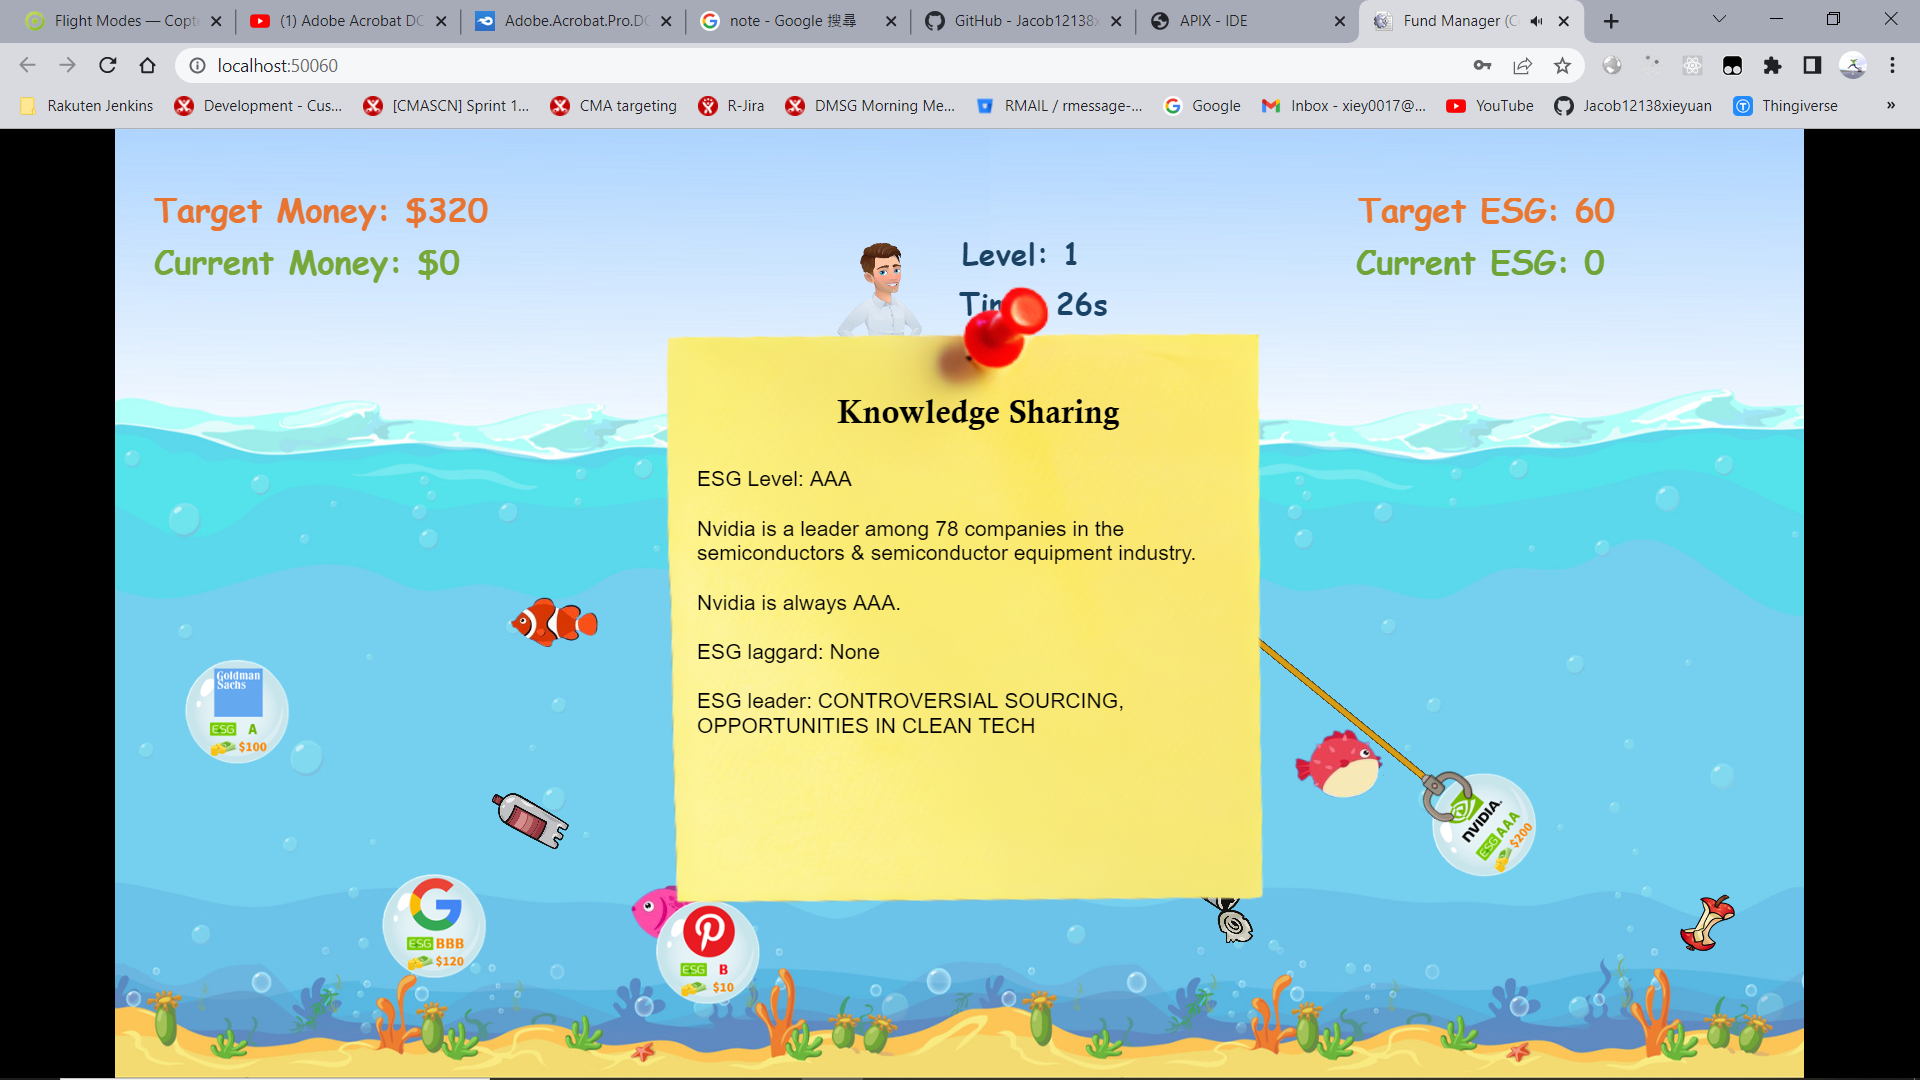 Flight Modes — Copt
(1) Adobe Acrobat DC
Adobe.Acrobat.Pro.DC
note - Google 搜尋
GitHub - Jacob12138x
APIX - IDE
Fund Manager (C
localhost:50060
Rakuten Jenkins
Development - Cus...
[CMASCN] Sprint 1...
CMA targeting
R-Jira
DMSG Morning Me...
RMAIL / rmessage-...
Google
Inbox - xiey0017@...
YouTube
Jacob12138xieyuan
Thingiverse
»
Target Money: $320
Current Money: $0
Level: 1
26s
Target ESG: 60
Current ESG: 0
Knowledge Sharing
ESG Level: AAA
Nvidia is a leader among 78 companies in the
semiconductors & semiconductor equipment industry.
Nvidia is always AAA.
ESG laggard: None
ESG leader: CONTROVERSIAL SOURCING,
OPPORTUNITIES IN CLEAN TECH
Goldman
Sachs
ESG A
$100
G
ESG BBB
$120
ESG B
$10
NVIDIA.
ESG AAA
$200